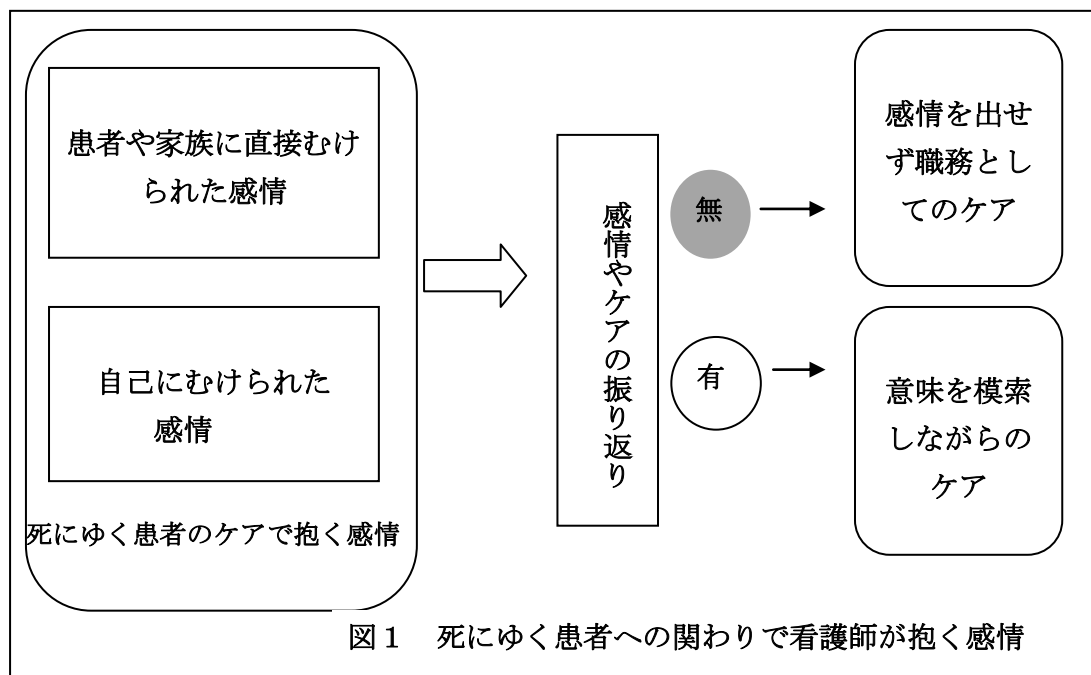 患者や家族に直接むけ
られた感情
自己にむけられた
感情
死にゆく患者のケアで抱く感情
感情やケアの振り返り
無
感情を出せ
ず職務とし
てのケア
有
意味を模索
しながらの
ケア
図1 死にゆく患者への関わりで看護師が抱く感情